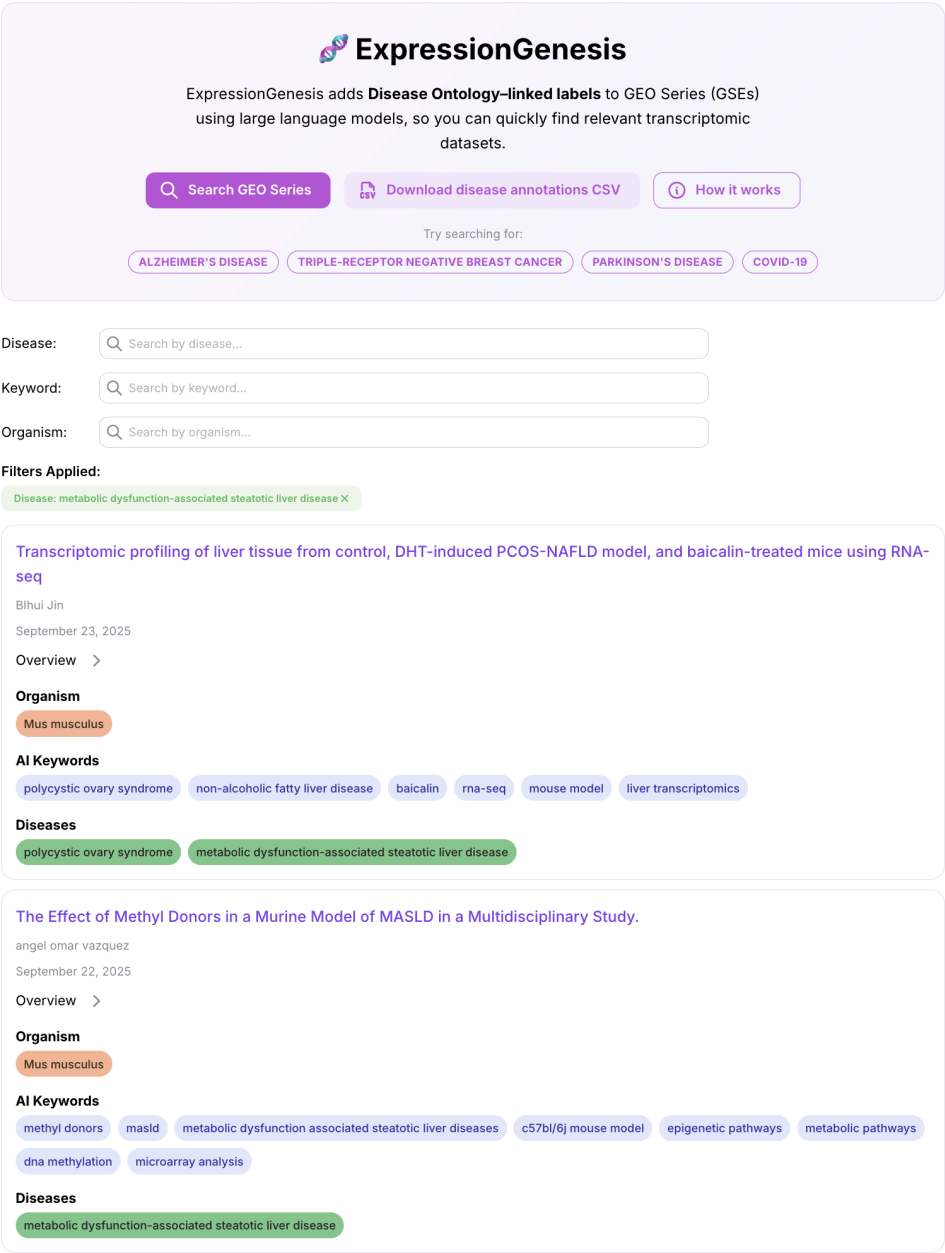 🧬 ExpressionGenesis
ExpressionGenesis adds Disease Ontology–linked labels to GEO Series (GSEs)
using large language models, so you can quickly find relevant transcriptomic
datasets.
Search GEO Series
CSV Download disease annotations CSV
How it works
Try searching for:
ALZHEIMER'S DISEASE
TRIPLE-RECEPTOR NEGATIVE BREAST CANCER
PARKINSON'S DISEASE
COVID-19
Disease: Search by disease...
Keyword: Search by keyword...
Organism: Search by organism...
Filters Applied:
Disease: metabolic dysfunction-associated steatotic liver disease ✕
Transcriptomic profiling of liver tissue from control, DHT-induced PCOS-NAFLD model, and baicalin-treated mice using RNA-
seq
BIhui Jin
September 23, 2025
Overview
Organism
Mus musculus
AI Keywords
polycystic ovary syndrome non-alcoholic fatty liver disease baicalin rna-seq mouse model liver transcriptomics
Diseases
polycystic ovary syndrome metabolic dysfunction-associated steatotic liver disease
The Effect of Methyl Donors in a Murine Model of MASLD in a Multidisciplinary Study.
angel omar vazquez
September 22, 2025
Overview
Organism
Mus musculus
AI Keywords
methyl donors masld metabolic dysfunction associated steatotic liver diseases c57bl/6j mouse model epigenetic pathways metabolic pathways
dna methylation microarray analysis
Diseases
metabolic dysfunction-associated steatotic liver disease